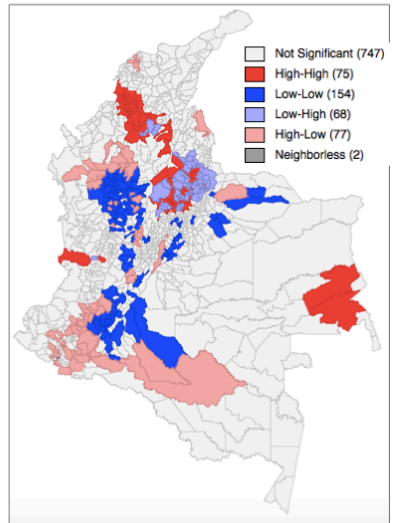 Not Significant (747)
High-High (75)
Low-Low (154)
Low-High (68)
High-Low (77)
Neighborless (2)